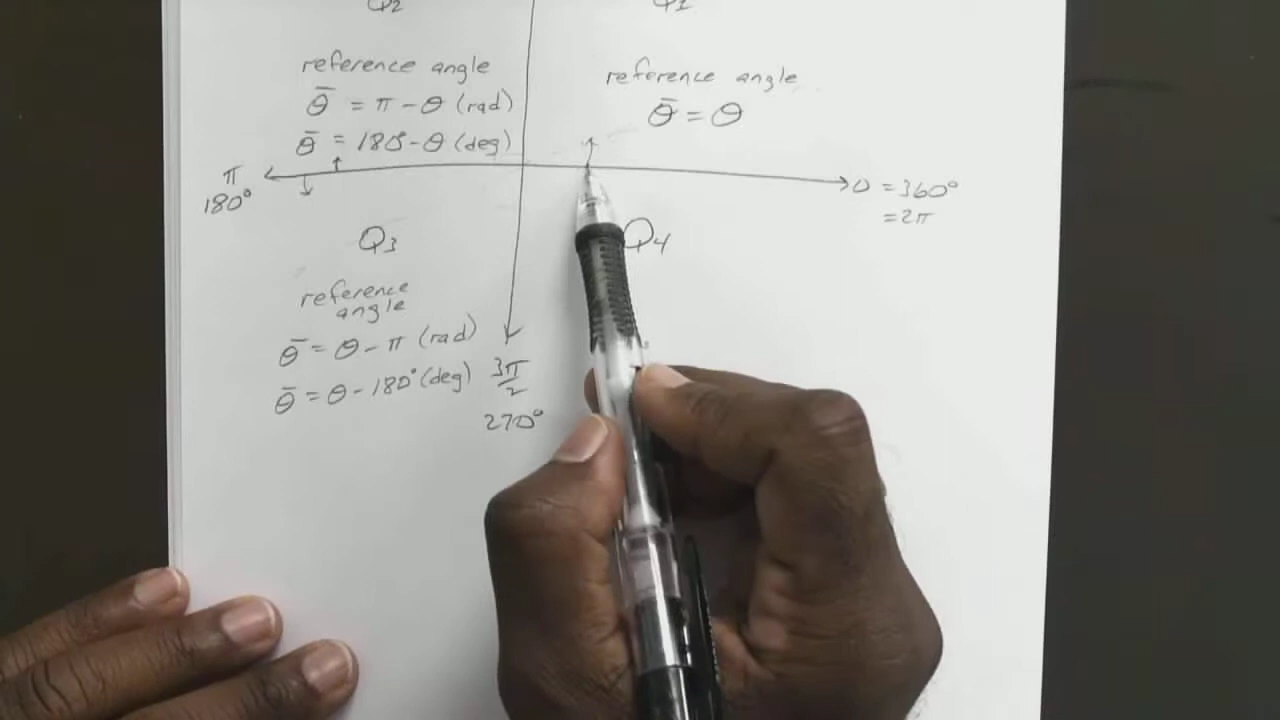 Q2
Q1
reference angle
θ̄ = π - θ (rad)
θ̄ = 180° - θ (deg)
reference angle
θ̄ = θ
π
180°
0 = 360°
= 2π
Q3
Q4
reference
angle
θ̄ = θ - π (rad)
θ̄ = θ - 180° (deg)
3π
2
270°